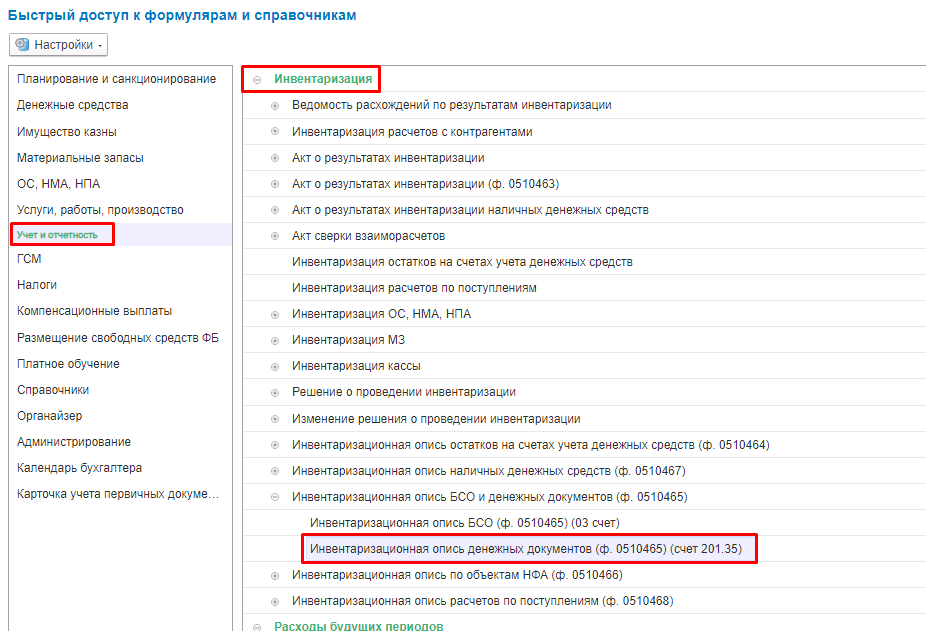 Быстрый доступ к формулярам и справочникам
Настройки
Планирование и санкционирование
Денежные средства
Имущество казны
Материальные запасы
ОС, НМА, НПА
Услуги, работы, производство
Учет и отчетность
ГСМ
Налоги
Компенсационные выплаты
Размещение свободных средств ФБ
Платное обучение
Справочники
Органайзер
Администрирование
Календарь бухгалтера
Карточка учета первичных докуме...
Инвентаризация
Ведомость расхождений по результатам инвентаризации
Инвентаризация расчетов с контрагентами
Акт о результатах инвентаризации
Акт о результатах инвентаризации (ф. 0510463)
Акт о результатах инвентаризации наличных денежных средств
Акт сверки взаиморасчетов
Инвентаризация остатков на счетах учета денежных средств
Инвентаризация расчетов по поступлениям
Инвентаризация ОС, НМА, НПА
Инвентаризация МЗ
Инвентаризация кассы
Решение о проведении инвентаризации
Изменение решения о проведении инвентаризации
Инвентаризационная опись остатков на счетах учета денежных средств (ф. 0510464)
Инвентаризационная опись наличных денежных средств (ф. 0510467)
Инвентаризационная опись БСО и денежных документов (ф. 0510465)
Инвентаризационная опись БСО (ф. 0510465) (03 счет)
Инвентаризационная опись денежных документов (ф. 0510465) (счет 201.35)
Инвентаризационная опись по объектам НФА (ф. 0510466)
Инвентаризационная опись расчетов по поступлениям (ф. 0510468)
Расходы будущих периодов